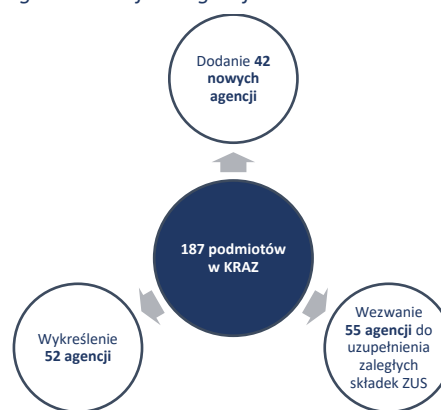 Dodanie 42
nowych
agencji
187 podmiotów
w KRAZ
Wykreślenie
52 agencji
Wezwanie
55 agencji do
uzupełnienia
zaległych
składek ZUS